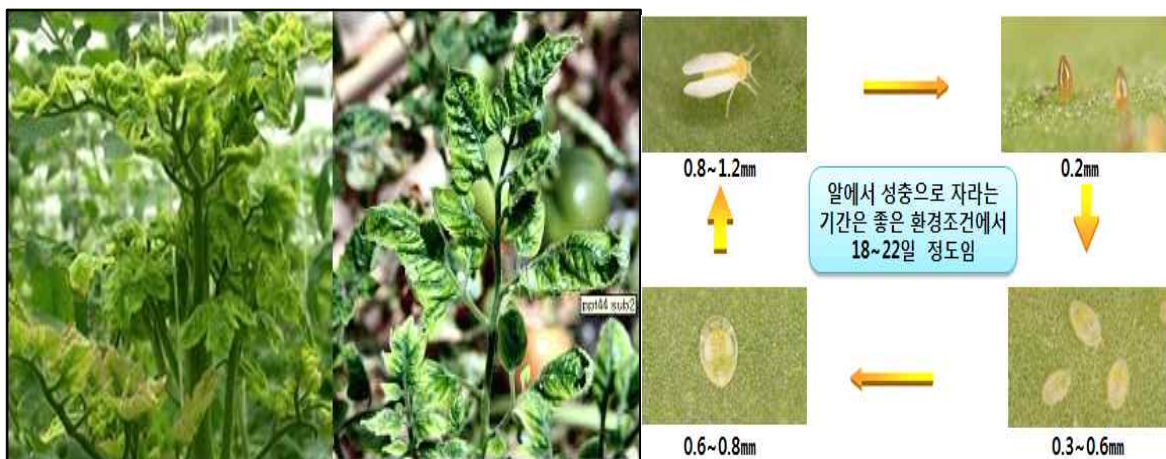 ppt44 sub2
0.8~1.2㎜
0.2㎜
알에서 성충으로 자라는
기간은 좋은 환경조건에서
18~22일 정도임
0.6~0.8㎜
0.3~0.6㎜